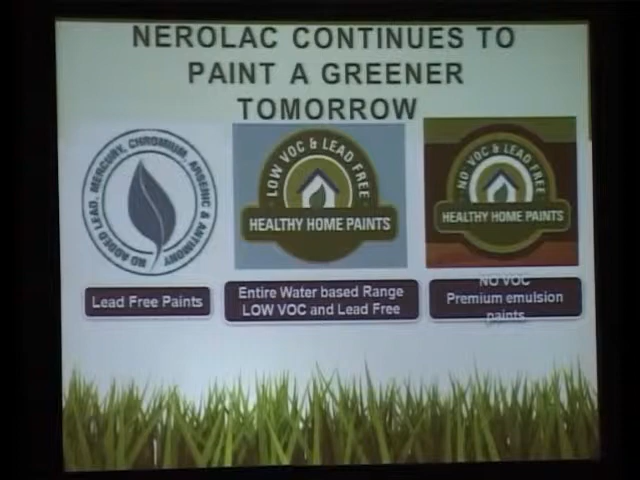 NEROLAC CONTINUES TO
PAINT A GREENER
TOMORROW
NO ADDED LEAD, MERCURY, CHROMIUM, ARSENIC & ANTIMONY
LOW VOC & LEAD FREE
HEALTHY HOME PAINTS
NO VOC & LEAD FREE
HEALTHY HOME PAINTS
Lead Free Paints
Entire Water based Range
LOW VOC and Lead Free
NO VOC
Premium emulsion
paints